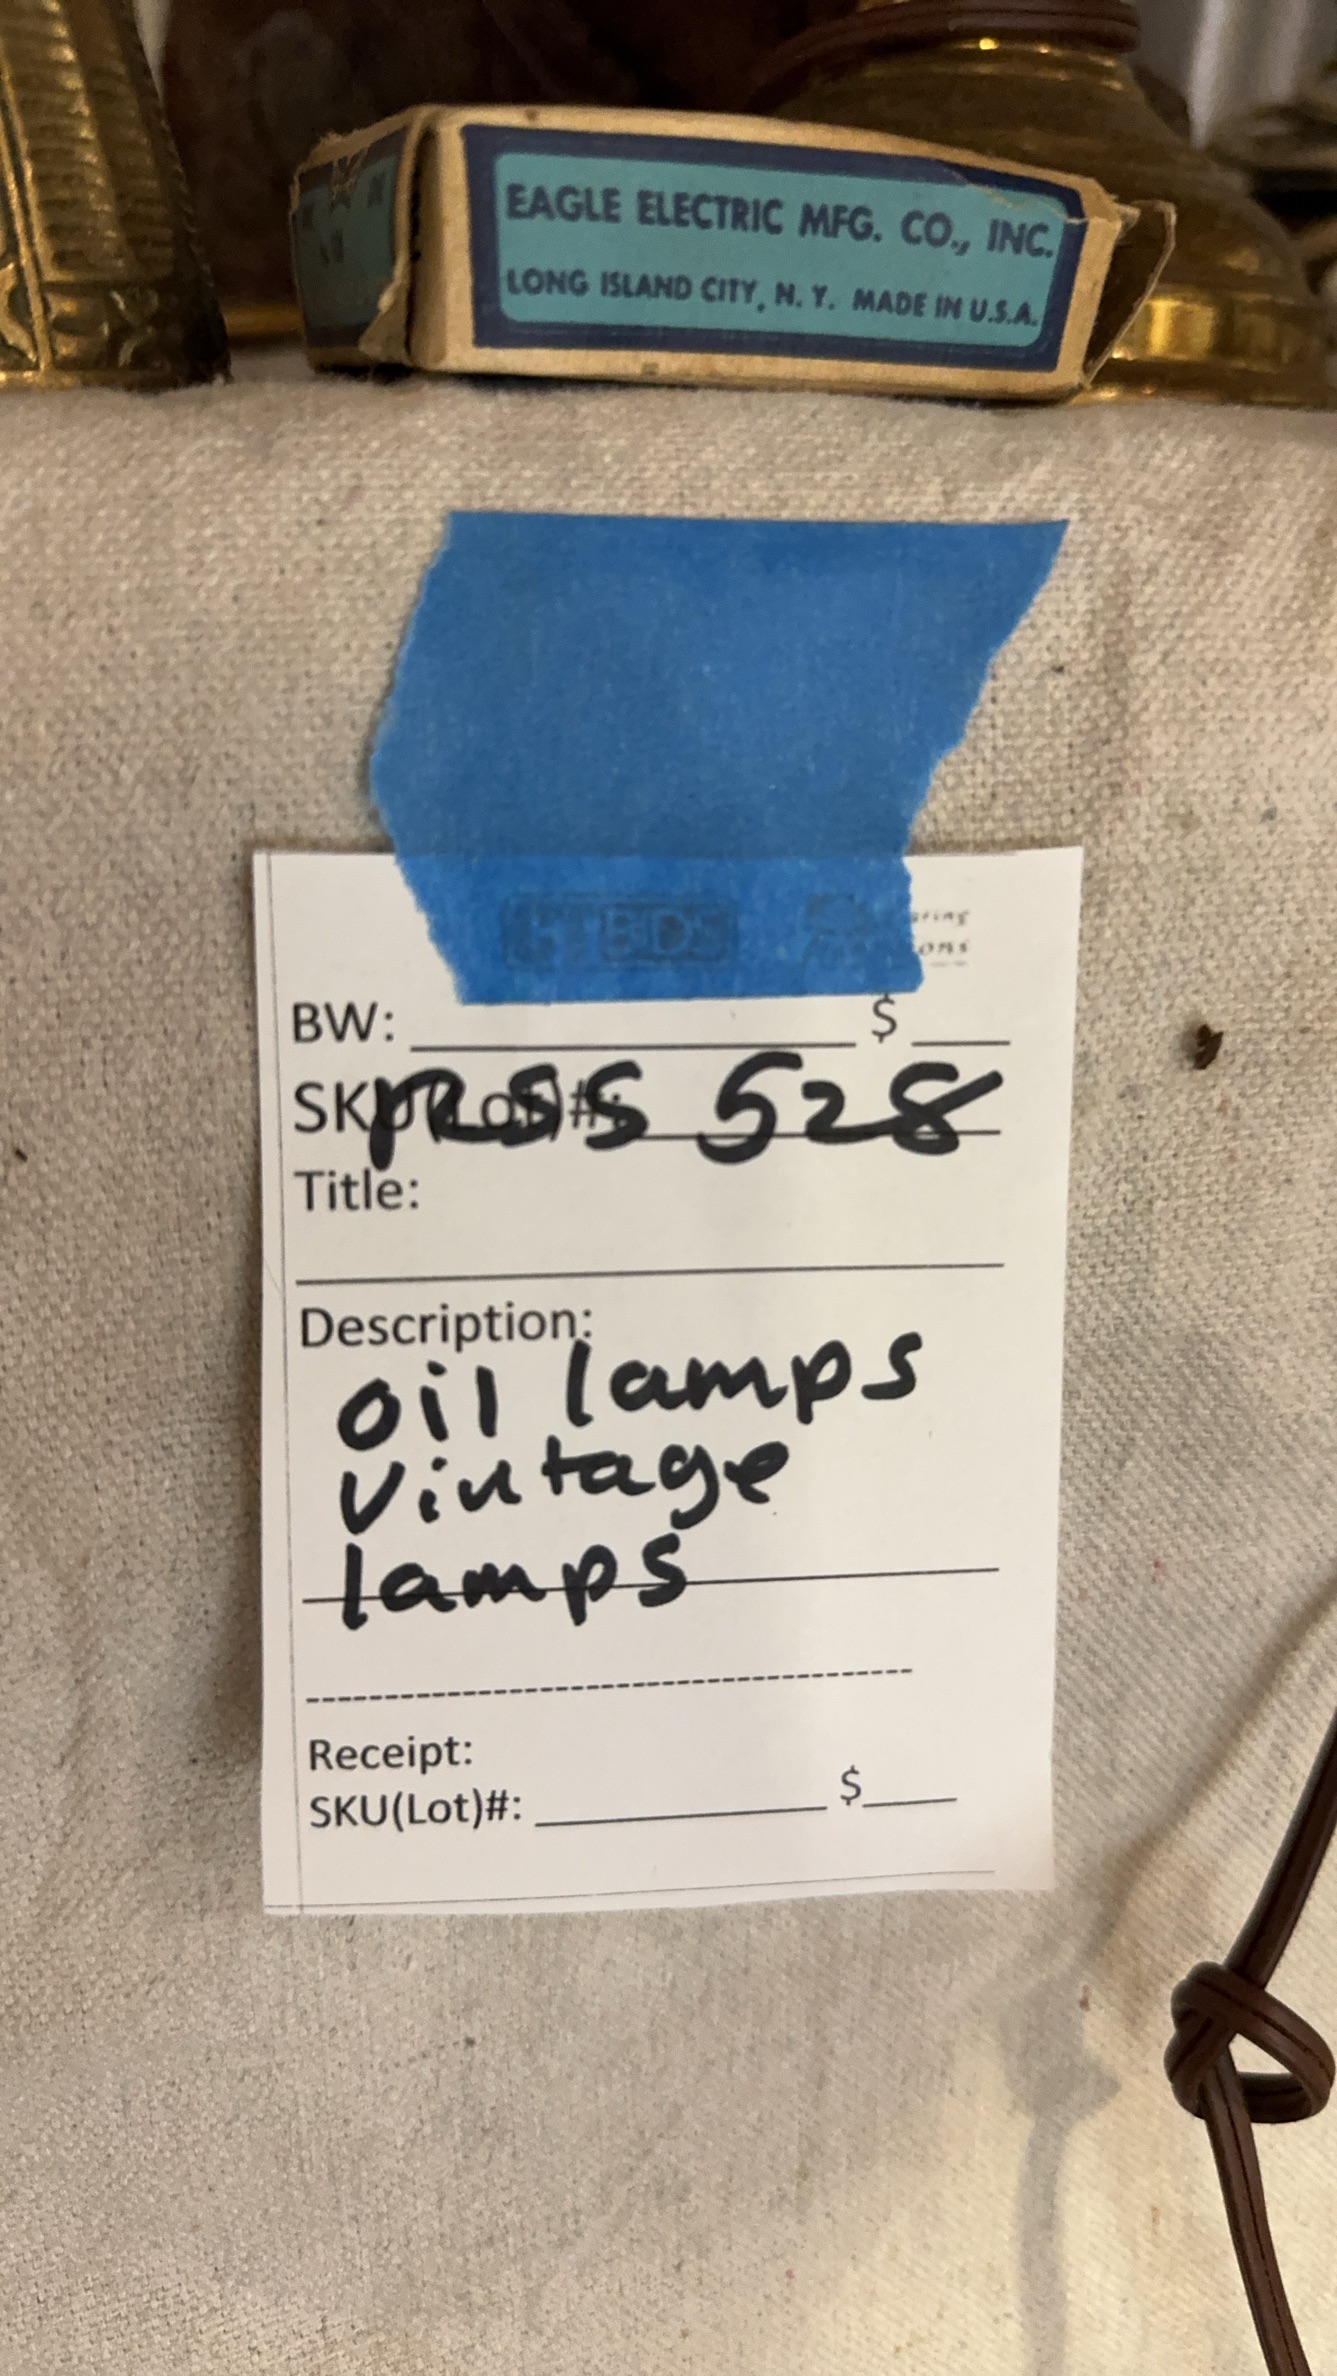 EAGLE ELECTRIC MFG. CO., INC.
LONG ISLAND CITY, N. Y. MADE IN U.S.A.
BW: $
SKU(Lot)#: RSS 528
Title:
Description:
oil lamps
Vintage
lamps
Receipt:
SKU(Lot)#: $